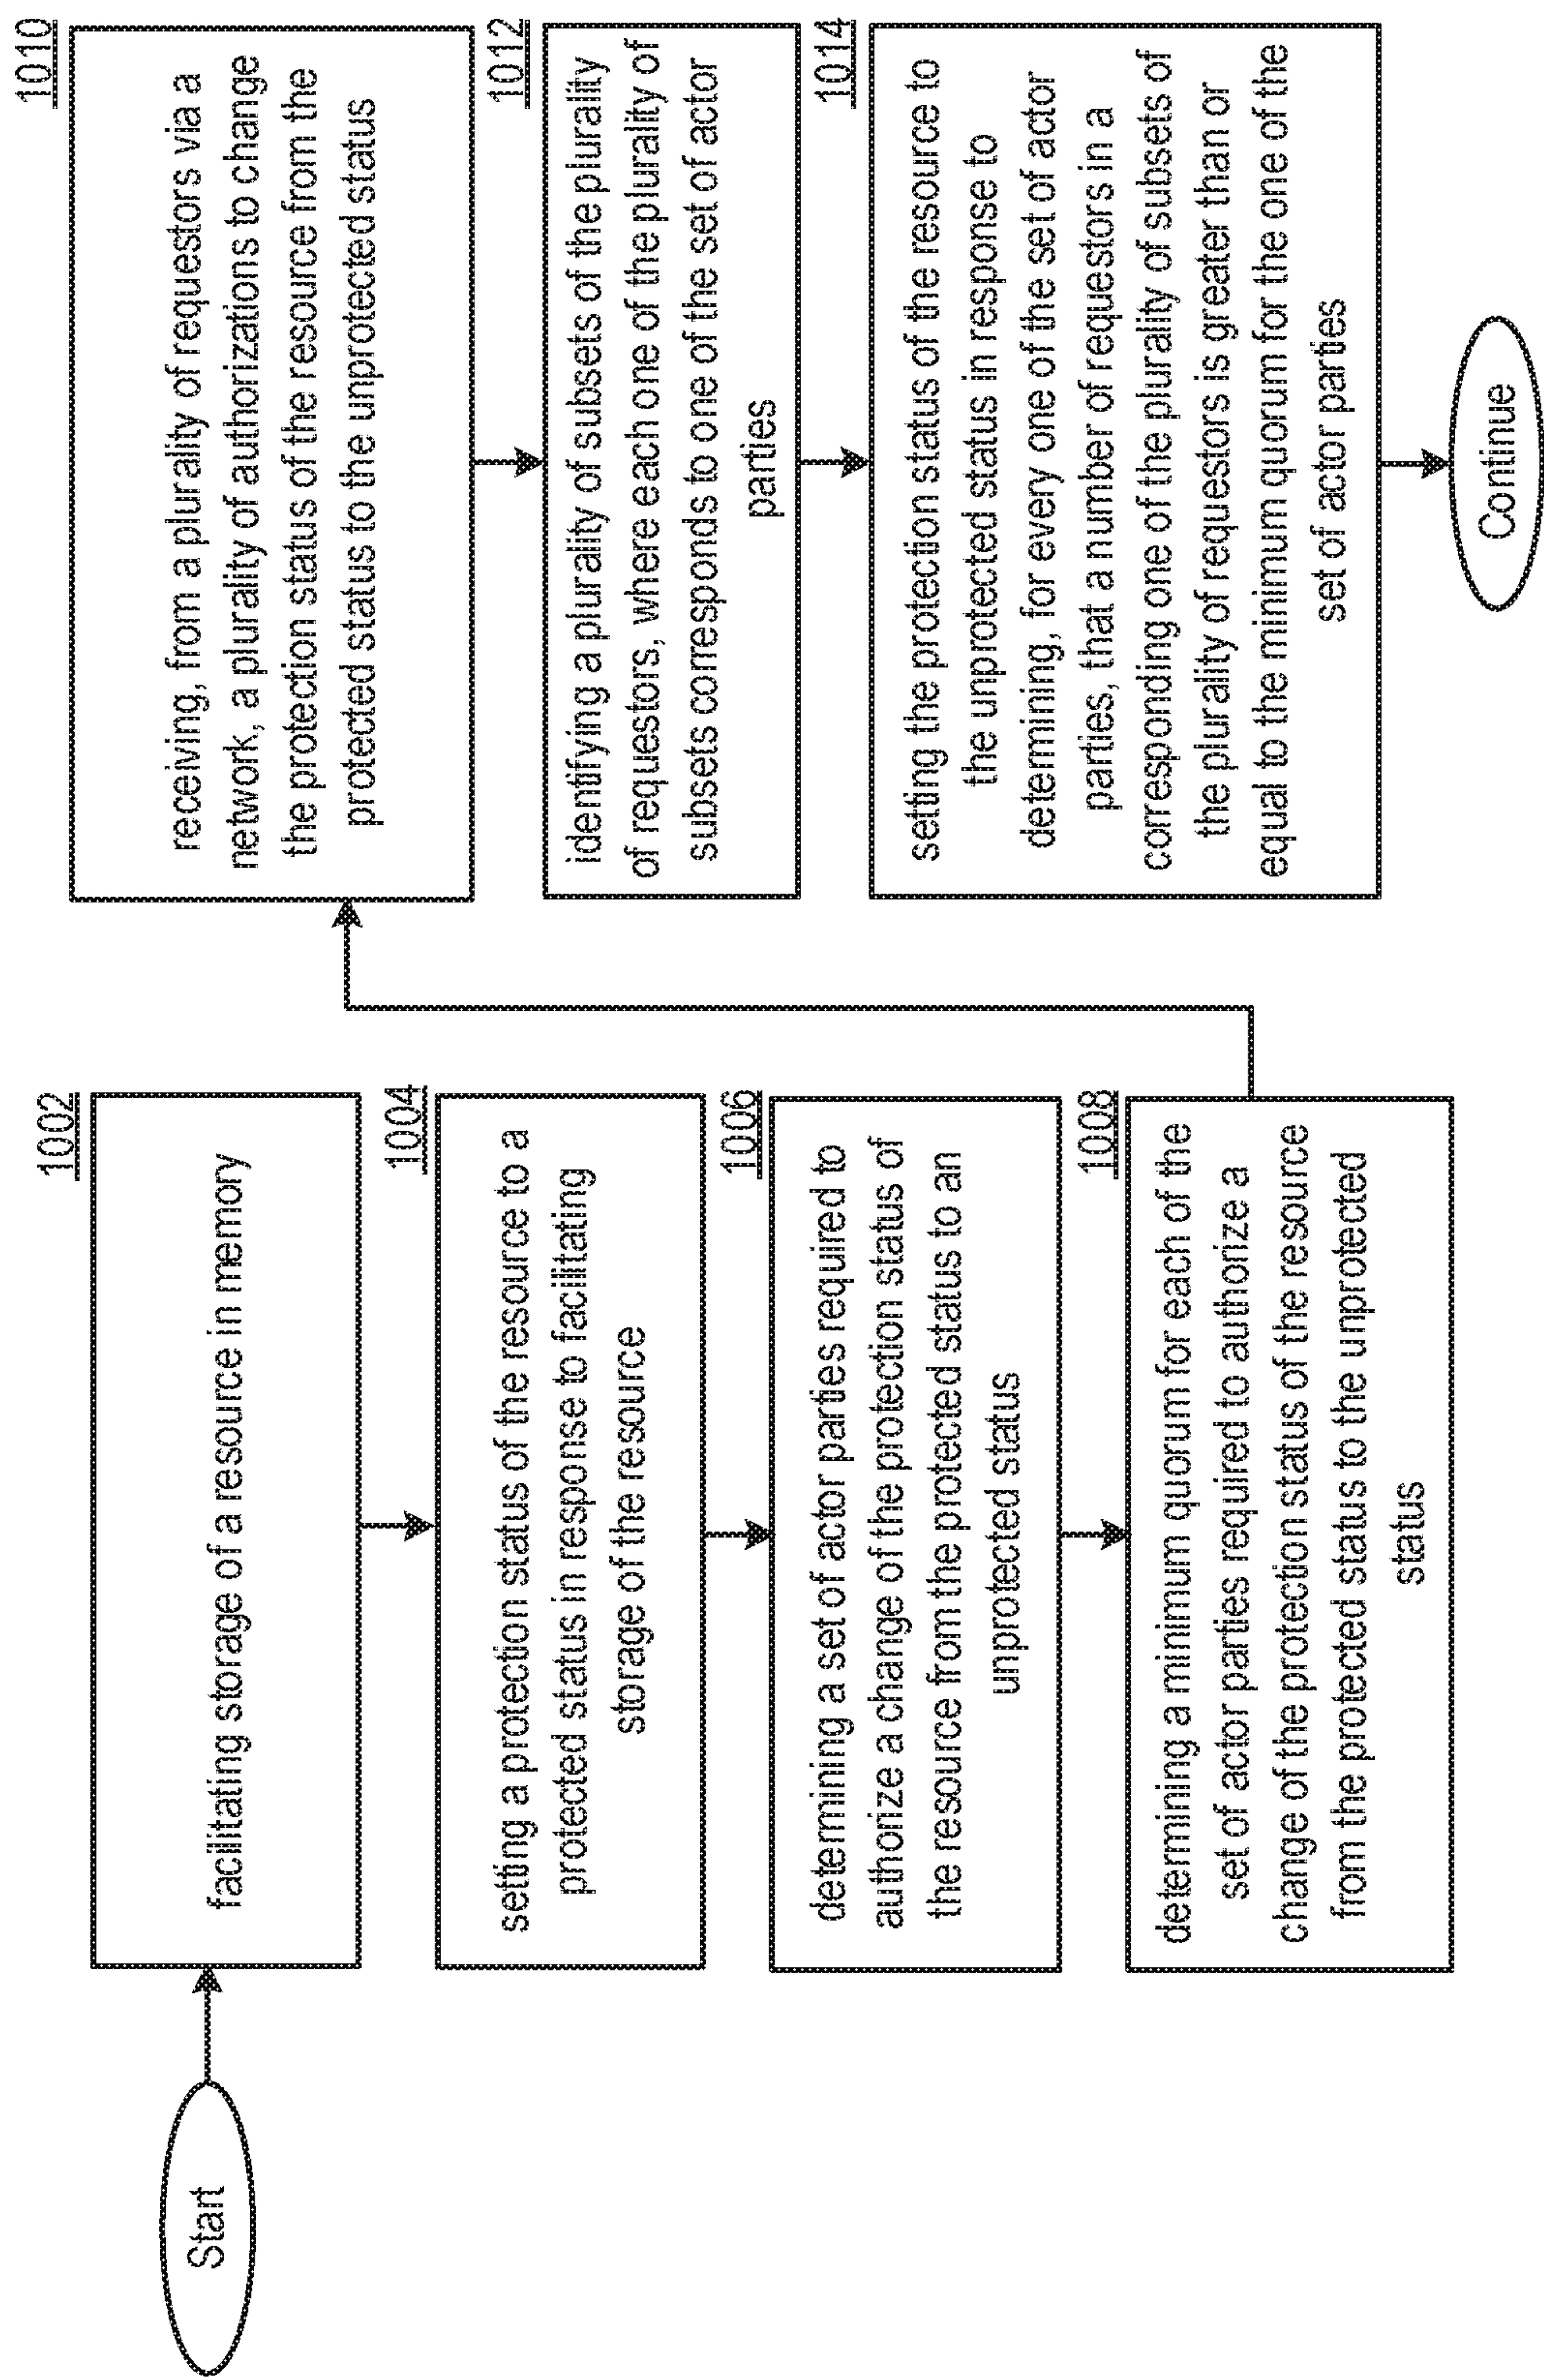 Start
1002
facilitating storage of a resource in memory
1004
setting a protection status of the resource to a
protected status in response to facilitating
storage of the resource
1006
determining a set of actor parties required to
authorize a change of the protection status of
the resource from the protected status to an
unprotected status
1008
determining a minimum quorum for each of the
set of actor parties required to authorize a
change of the protection status of the resource
from the protected status to the unprotected
status
1010
receiving, from a plurality of requestors via a
network, a plurality of authorizations to change
the protection status of the resource from the
protected status to the unprotected status
1012
identifying a plurality of subsets of the plurality
of requestors, where each one of the plurality of
subsets corresponds to one of the set of actor
parties
1014
setting the protection status of the resource to
the unprotected status in response to
determining, for every one of the set of actor
parties, that a number of requestors in a
corresponding one of the plurality of subsets of
the plurality of requestors is greater than or
equal to the minimum quorum for the one of the
set of actor parties
Continue